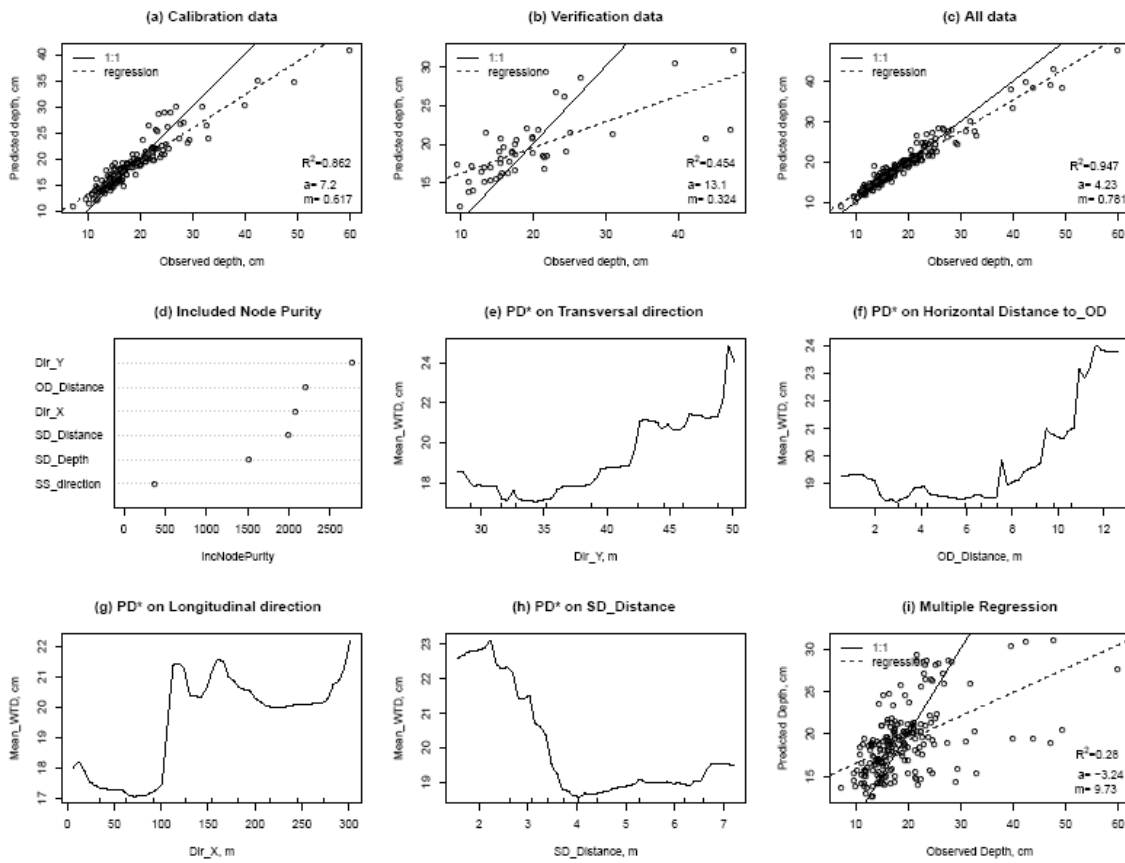 (a) Calibration data
(b) Verification data
(c) All data
Predicted depth, cm
10 15 20 25 30 35 40
1:1
regression
R²=0.862
a= 7.2
m= 0.617
10 20 30 40 50 60
Observed depth, cm
Predicted depth, cm
15 20 25 30
1:1
regression
R²=0.454
a= 13.1
m= 0.324
10 20 30 40
Observed depth, cm
Predicted depth, cm
10 20 30 40
1:1
regression
R²=0.947
a= 4.23
m= 0.781
10 20 30 40 50 60
Observed depth, cm
(d) Included Node Purity
(e) PD* on Transversal direction
(f) PD* on Horizontal Distance to_OD
Dir_Y
OD_Distance
Dir_X
SD_Distance
SD_Depth
SS_direction
0 500 1000 1500 2000 2500
IncNodePurity
Mean_WTD, cm
18 20 22 24
30 35 40 45 50
Dir_Y, m
Mean_WTD, cm
19 20 21 22 23 24
2 4 6 8 10 12
OD_Distance, m
(g) PD* on Longitudinal direction
(h) PD* on SD_Distance
(i) Multiple Regression
Mean_WTD, cm
17 18 19 20 21 22
0 50 100 150 200 250 300
Dir_X, m
Mean_WTD, cm
19 20 21 22 23
2 3 4 5 6 7
SD_Distance, m
Predicted Depth, cm
15 20 25 30
1:1
regression
R²=0.28
a= −3.24
m= 9.73
10 20 30 40 50 60
Observed Depth, cm